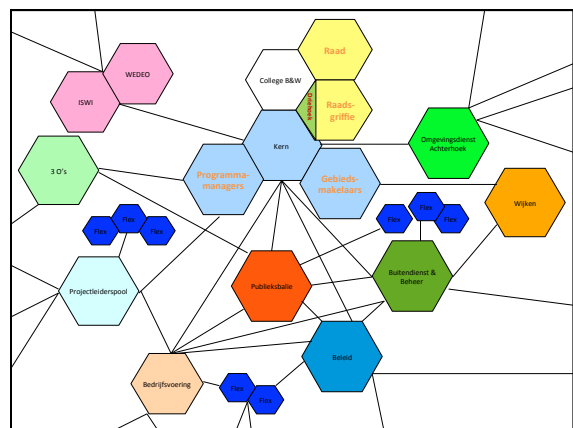 Raad
WEDEO
College B&W
ISWI
Driehoek
Raads-
griffie
Kern
Omgevingsdienst
Achterhoek
3 O's
Programma-
managers
Gebieds-
makelaars
Wijken
Flex
Flex
Flex
Flex
Flex
Flex
Projectleiderspool
Publieksbalie
Buitendienst &
Beheer
Beleid
Bedrijfsvoering
Flex
Flex